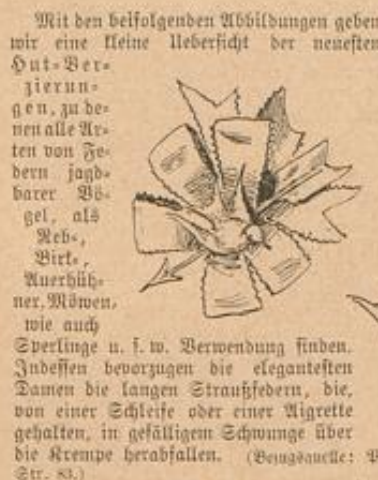 Mit den beifolgenden Abbildungen geben
wir eine kleine Uebersicht der neuesten
Hut-Ver-
zierun-
gen, zu de-
nen alle Ar-
ten von Fe-
dern jagd-
barer Vö-
gel, als
Reb-,
Birk-,
Auerhüh-
ner, Möwen,
wie auch
Sperlinge u. s. w. Verwendung finden.
Indessen bevorzugen die elegantesten
Damen die langen Straußfedern, die,
von einer Schleife oder einer Aigrette
gehalten, in gefälligem Schwunge über
die Krempe herabfallen. (Bezugsquelle:
Str. 83.)